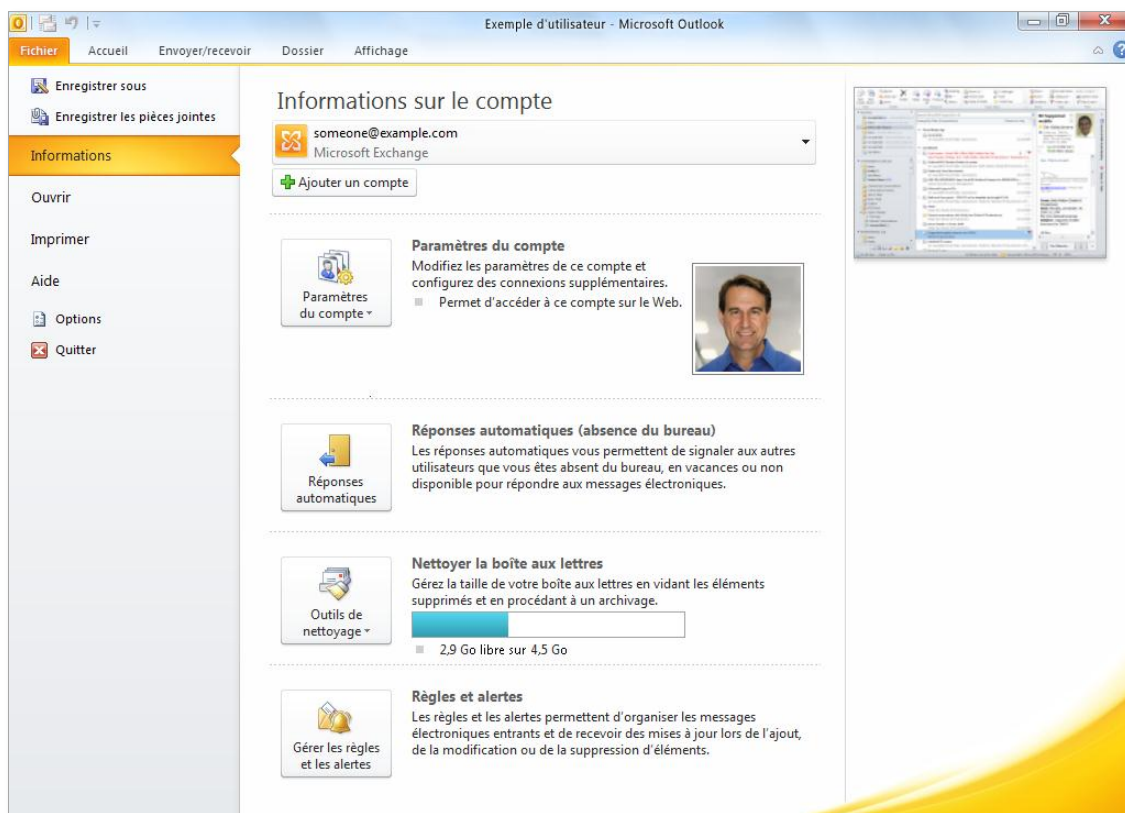 Exemple d'utilisateur - Microsoft Outlook
Fichier
Accueil
Envoyer/recevoir
Dossier
Affichage
Enregistrer sous
Enregistrer les pièces jointes
Informations
Ouvrir
Imprimer
Aide
Options
Quitter
Informations sur le compte
someone@example.com
Microsoft Exchange
Ajouter un compte
Paramètres
du compte
Paramètres du compte
Modifiez les paramètres de ce compte et
configurez des connexions supplémentaires.
Permet d'accéder à ce compte sur le Web.
Réponses
automatiques
Réponses automatiques (absence du bureau)
Les réponses automatiques vous permettent de signaler aux autres
utilisateurs que vous êtes absent du bureau, en vacances ou non
disponible pour répondre aux messages électroniques.
Outils de
nettoyage
Nettoyer la boîte aux lettres
Gérez la taille de votre boîte aux lettres en vidant les éléments
supprimés et en procédant à un archivage.
2,9 Go libre sur 4,5 Go
Gérer les règles
et les alertes
Règles et alertes
Les règles et les alertes permettent d'organiser les messages
électroniques entrants et de recevoir des mises à jour lors de l'ajout,
de la modification ou de la suppression d'éléments.